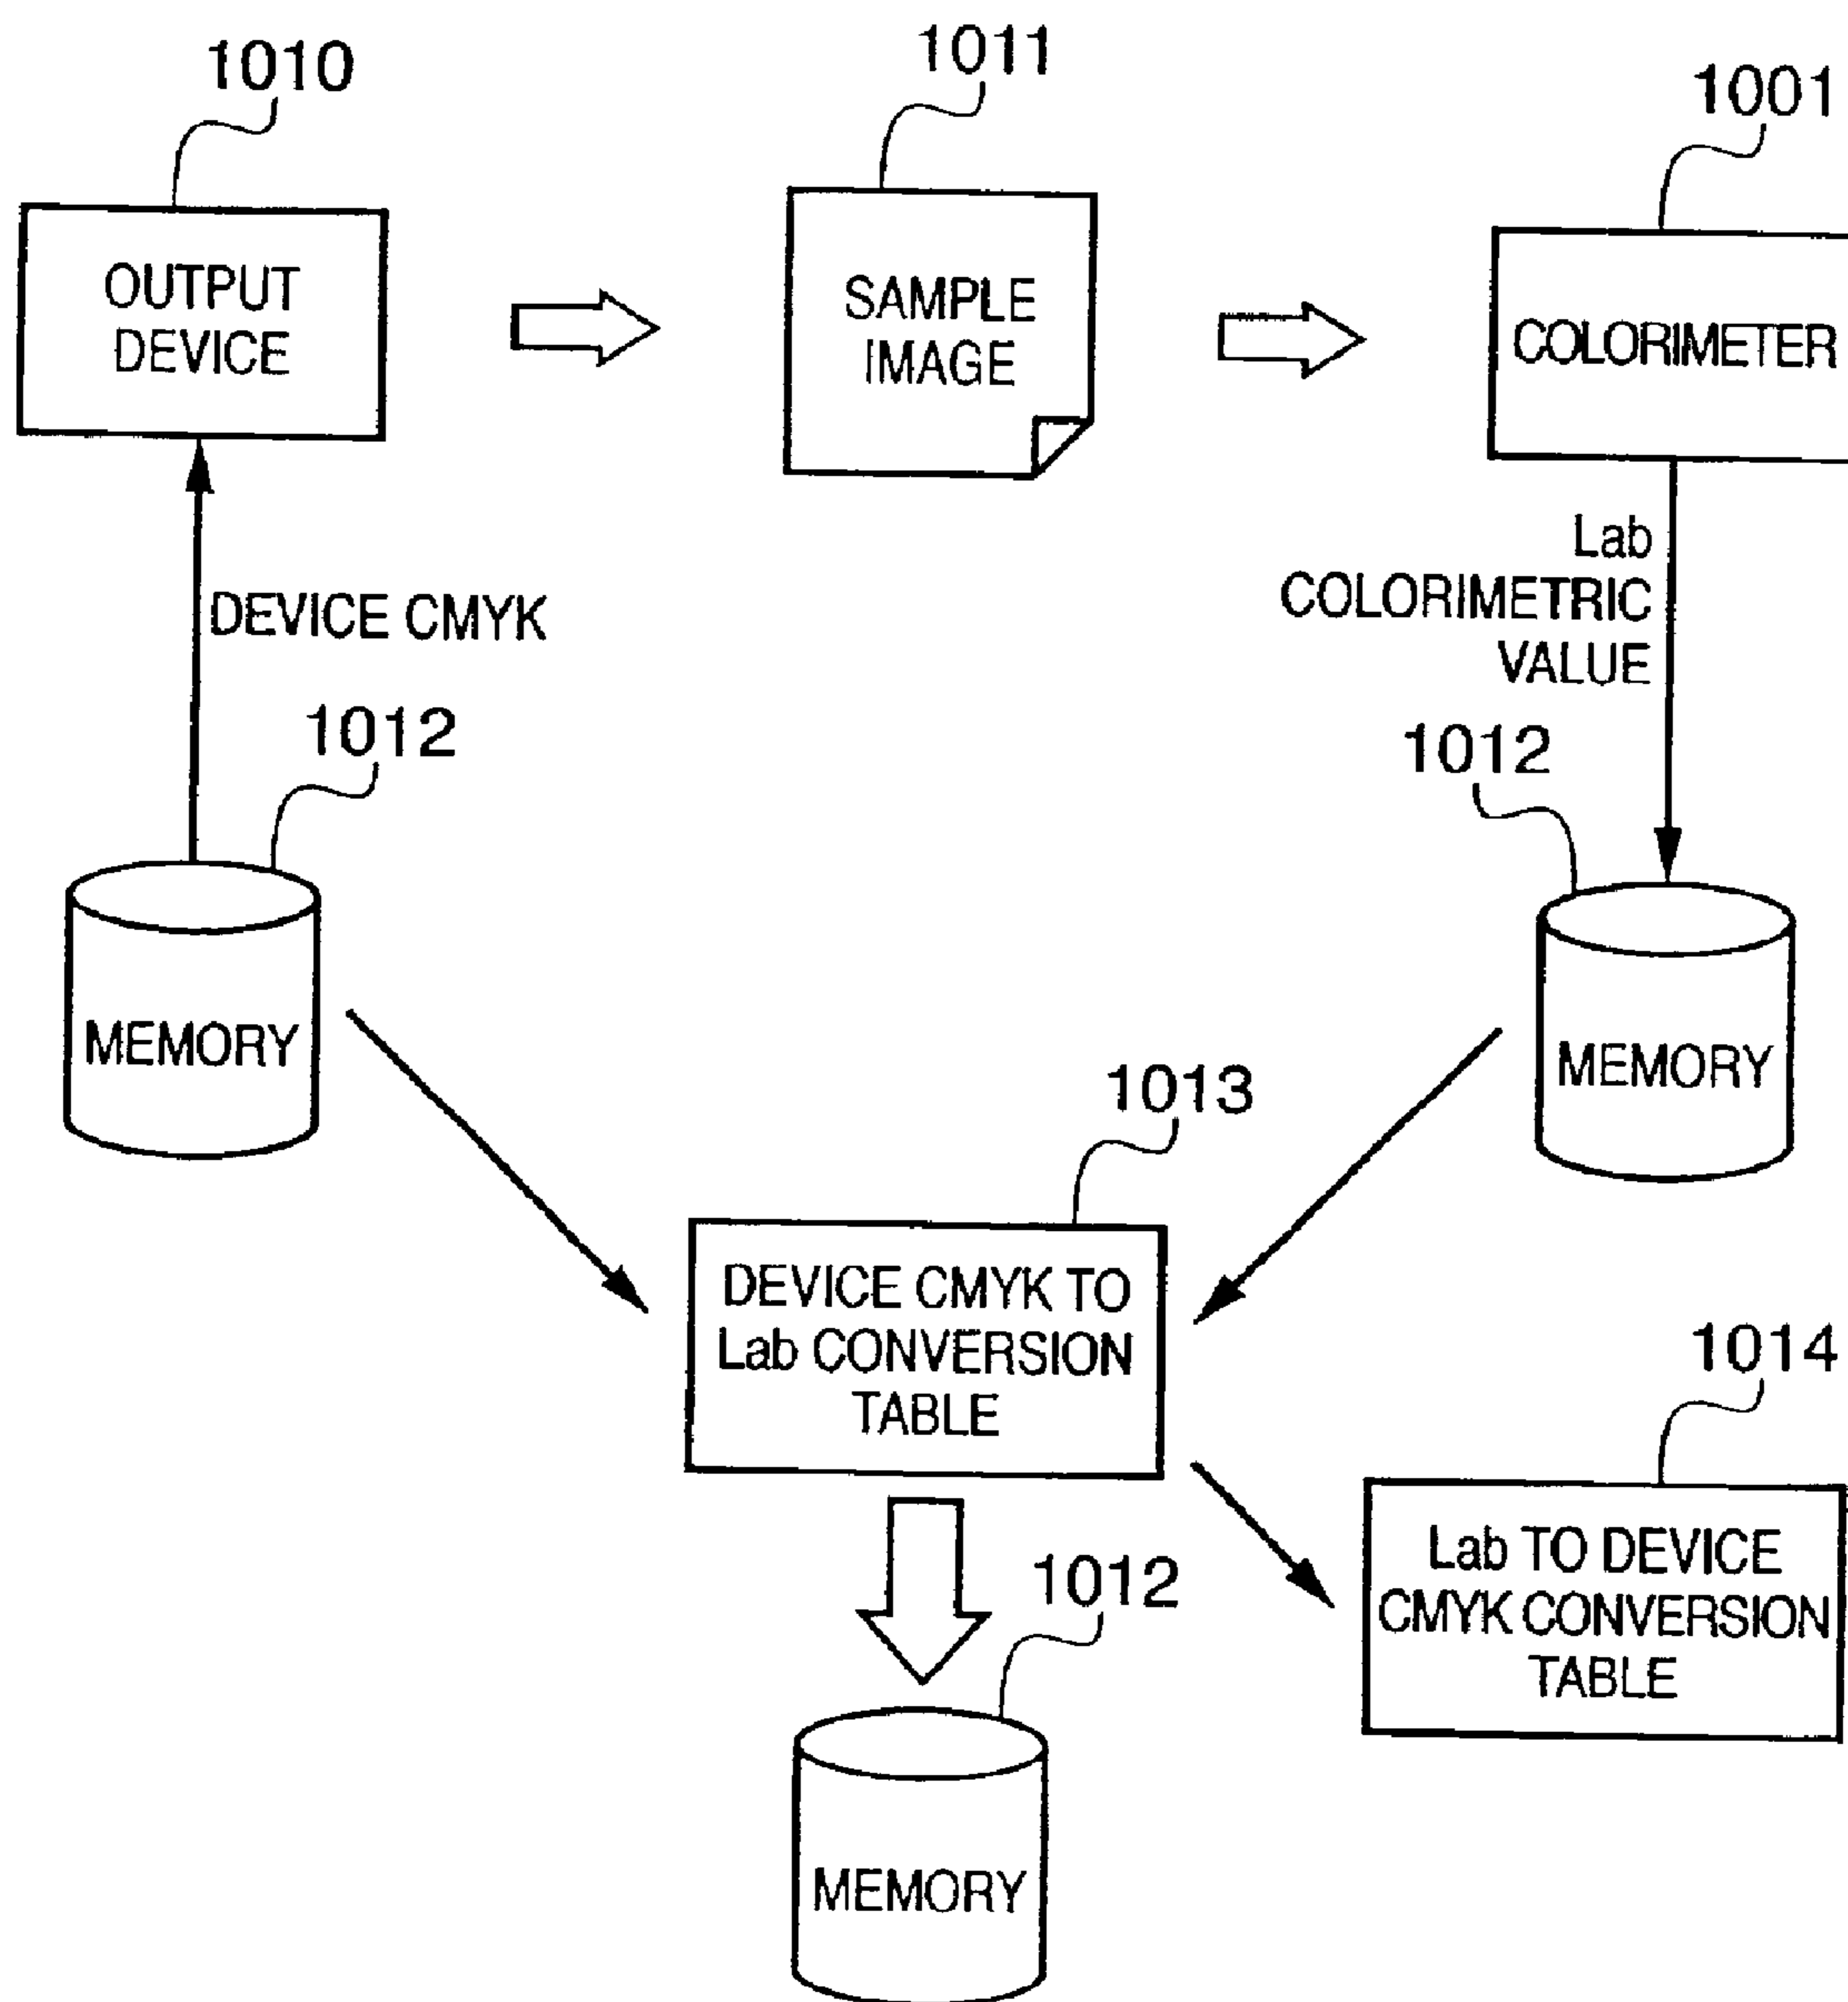 1010
1011
1001
OUTPUT
DEVICE
SAMPLE
IMAGE
COLORIMETER
DEVICE CMYK
Lab
COLORIMETRIC
VALUE
1012
1012
MEMORY
MEMORY
1013
DEVICE CMYK TO
Lab CONVERSION
TABLE
1014
Lab TO DEVICE
CMYK CONVERSION
TABLE
1012
MEMORY